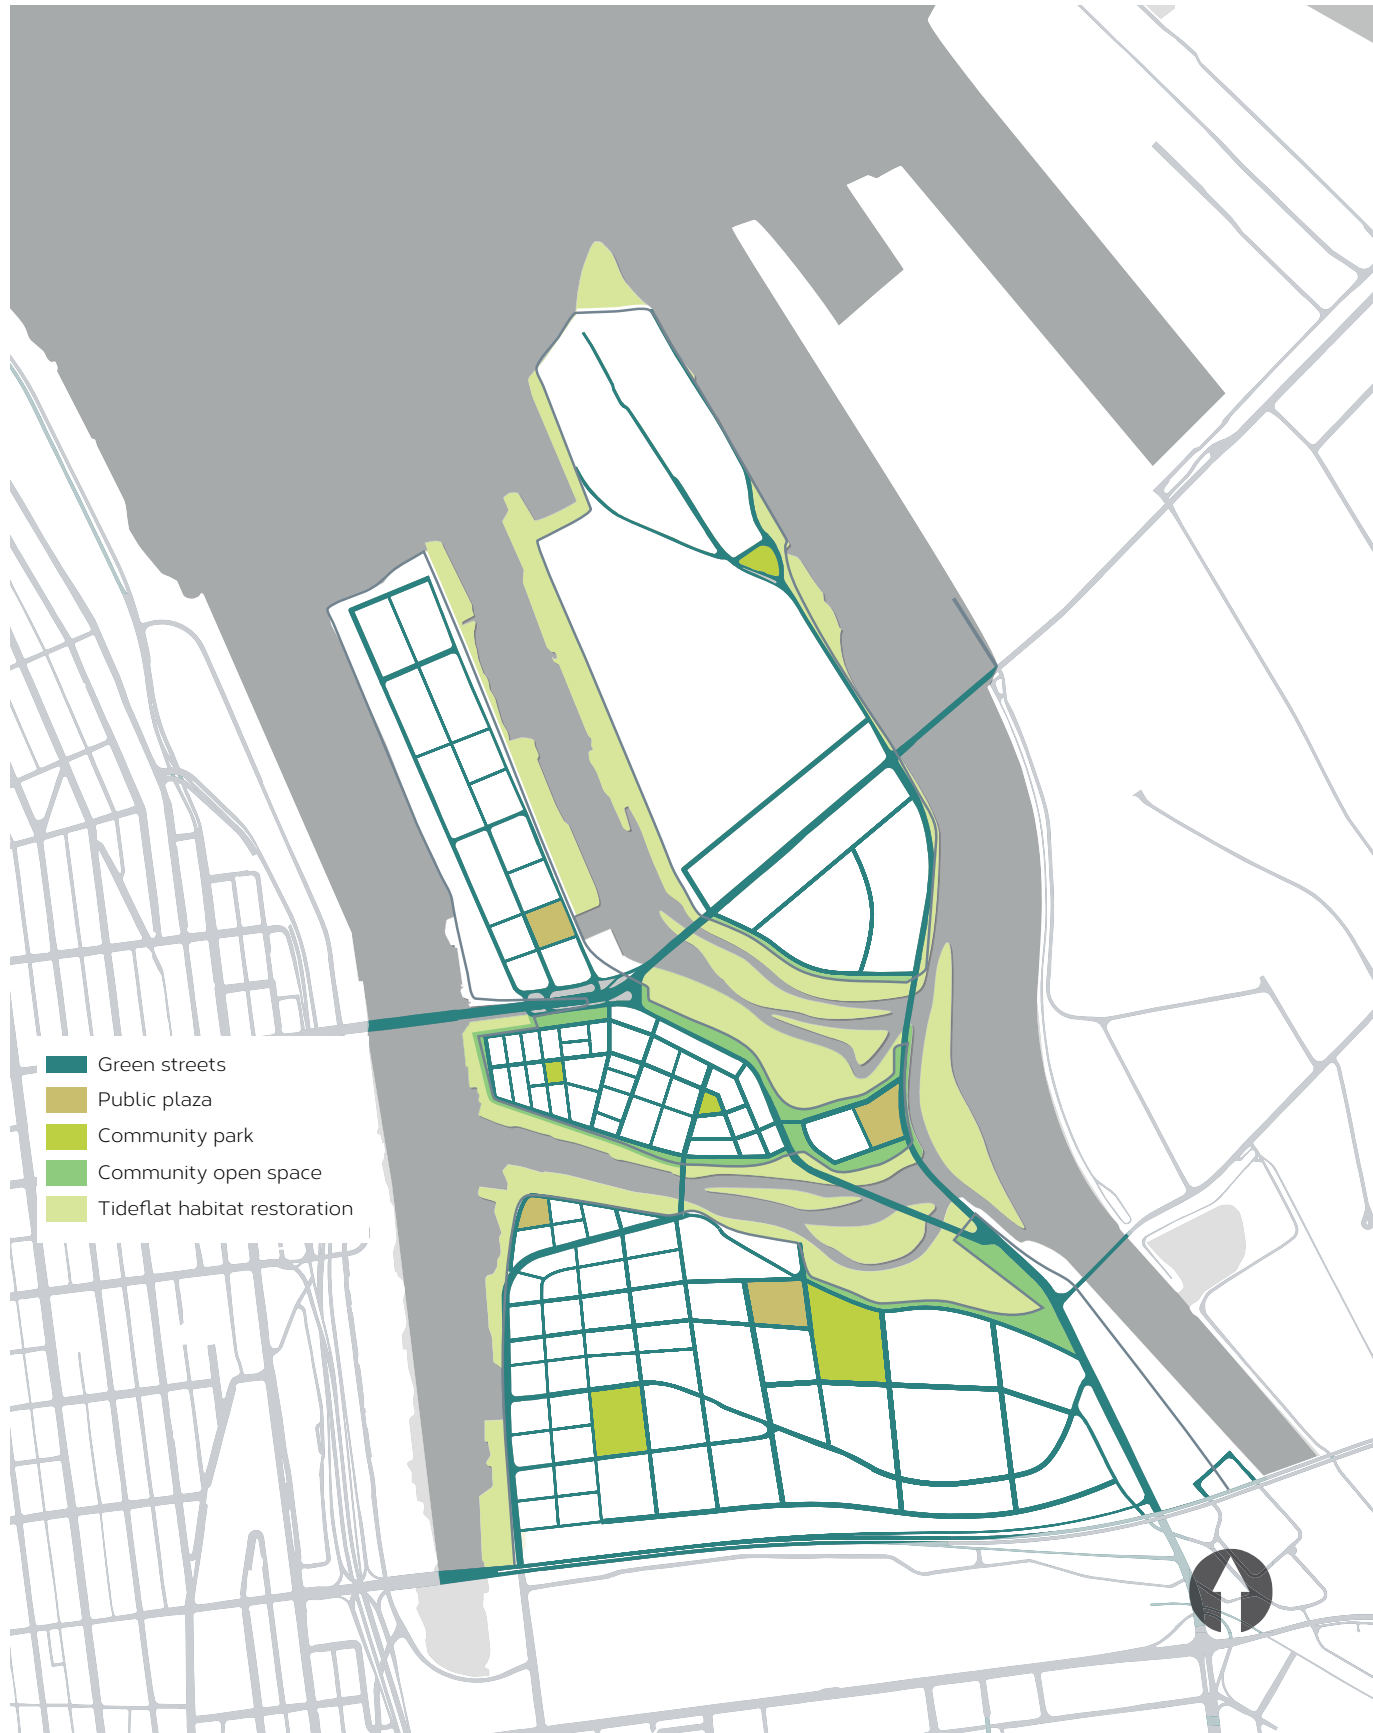 Green streets
Public plaza
Community park
Community open space
Tideflat habitat restoration